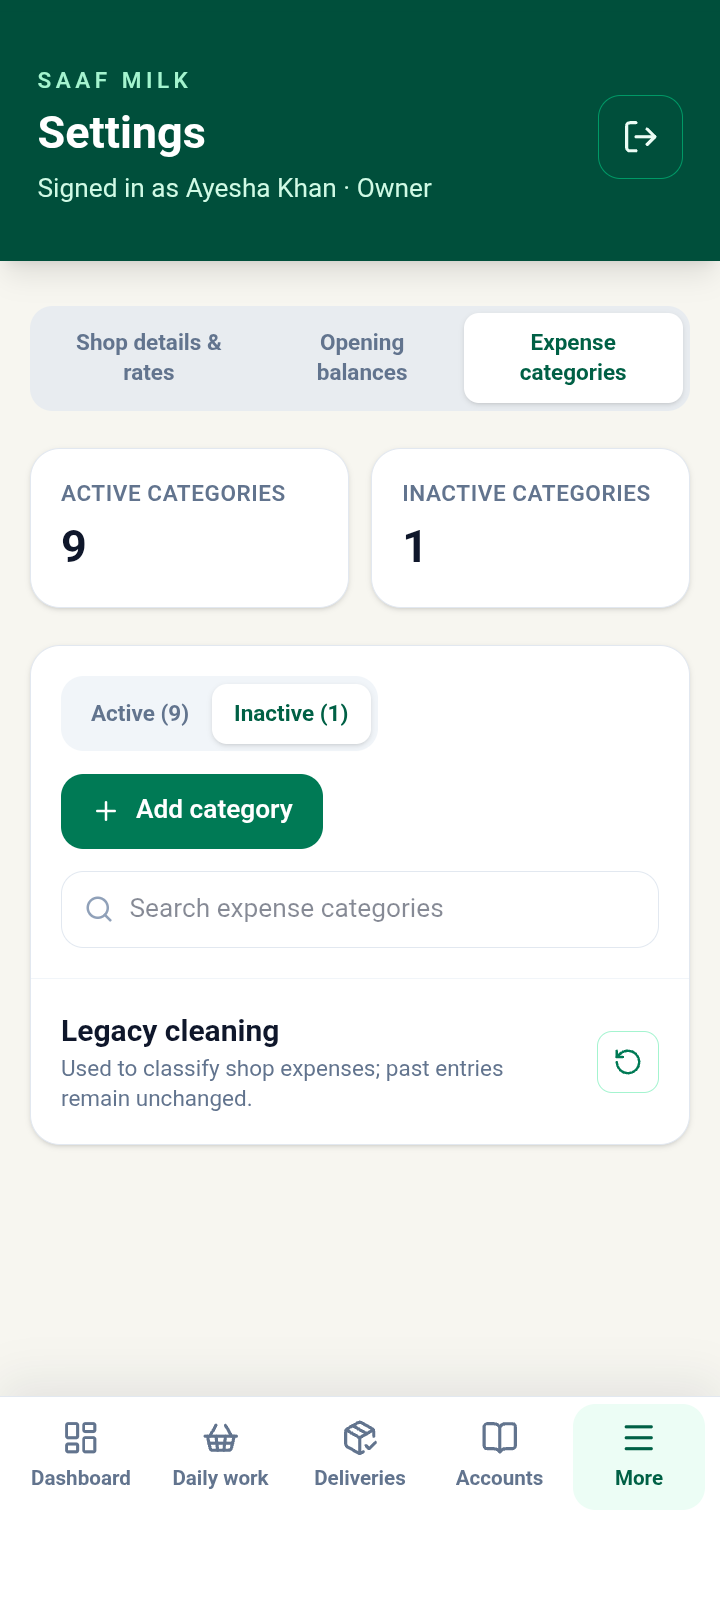 SAAF MILK
Settings
Signed in as Ayesha Khan · Owner
Shop details &
rates
Opening
balances
Expense
categories
ACTIVE CATEGORIES
9
INACTIVE CATEGORIES
1
Active (9)
Inactive (1)
Add category
Search expense categories
Legacy cleaning
Used to classify shop expenses; past entries
remain unchanged.
Dashboard
Daily work
Deliveries
Accounts
More